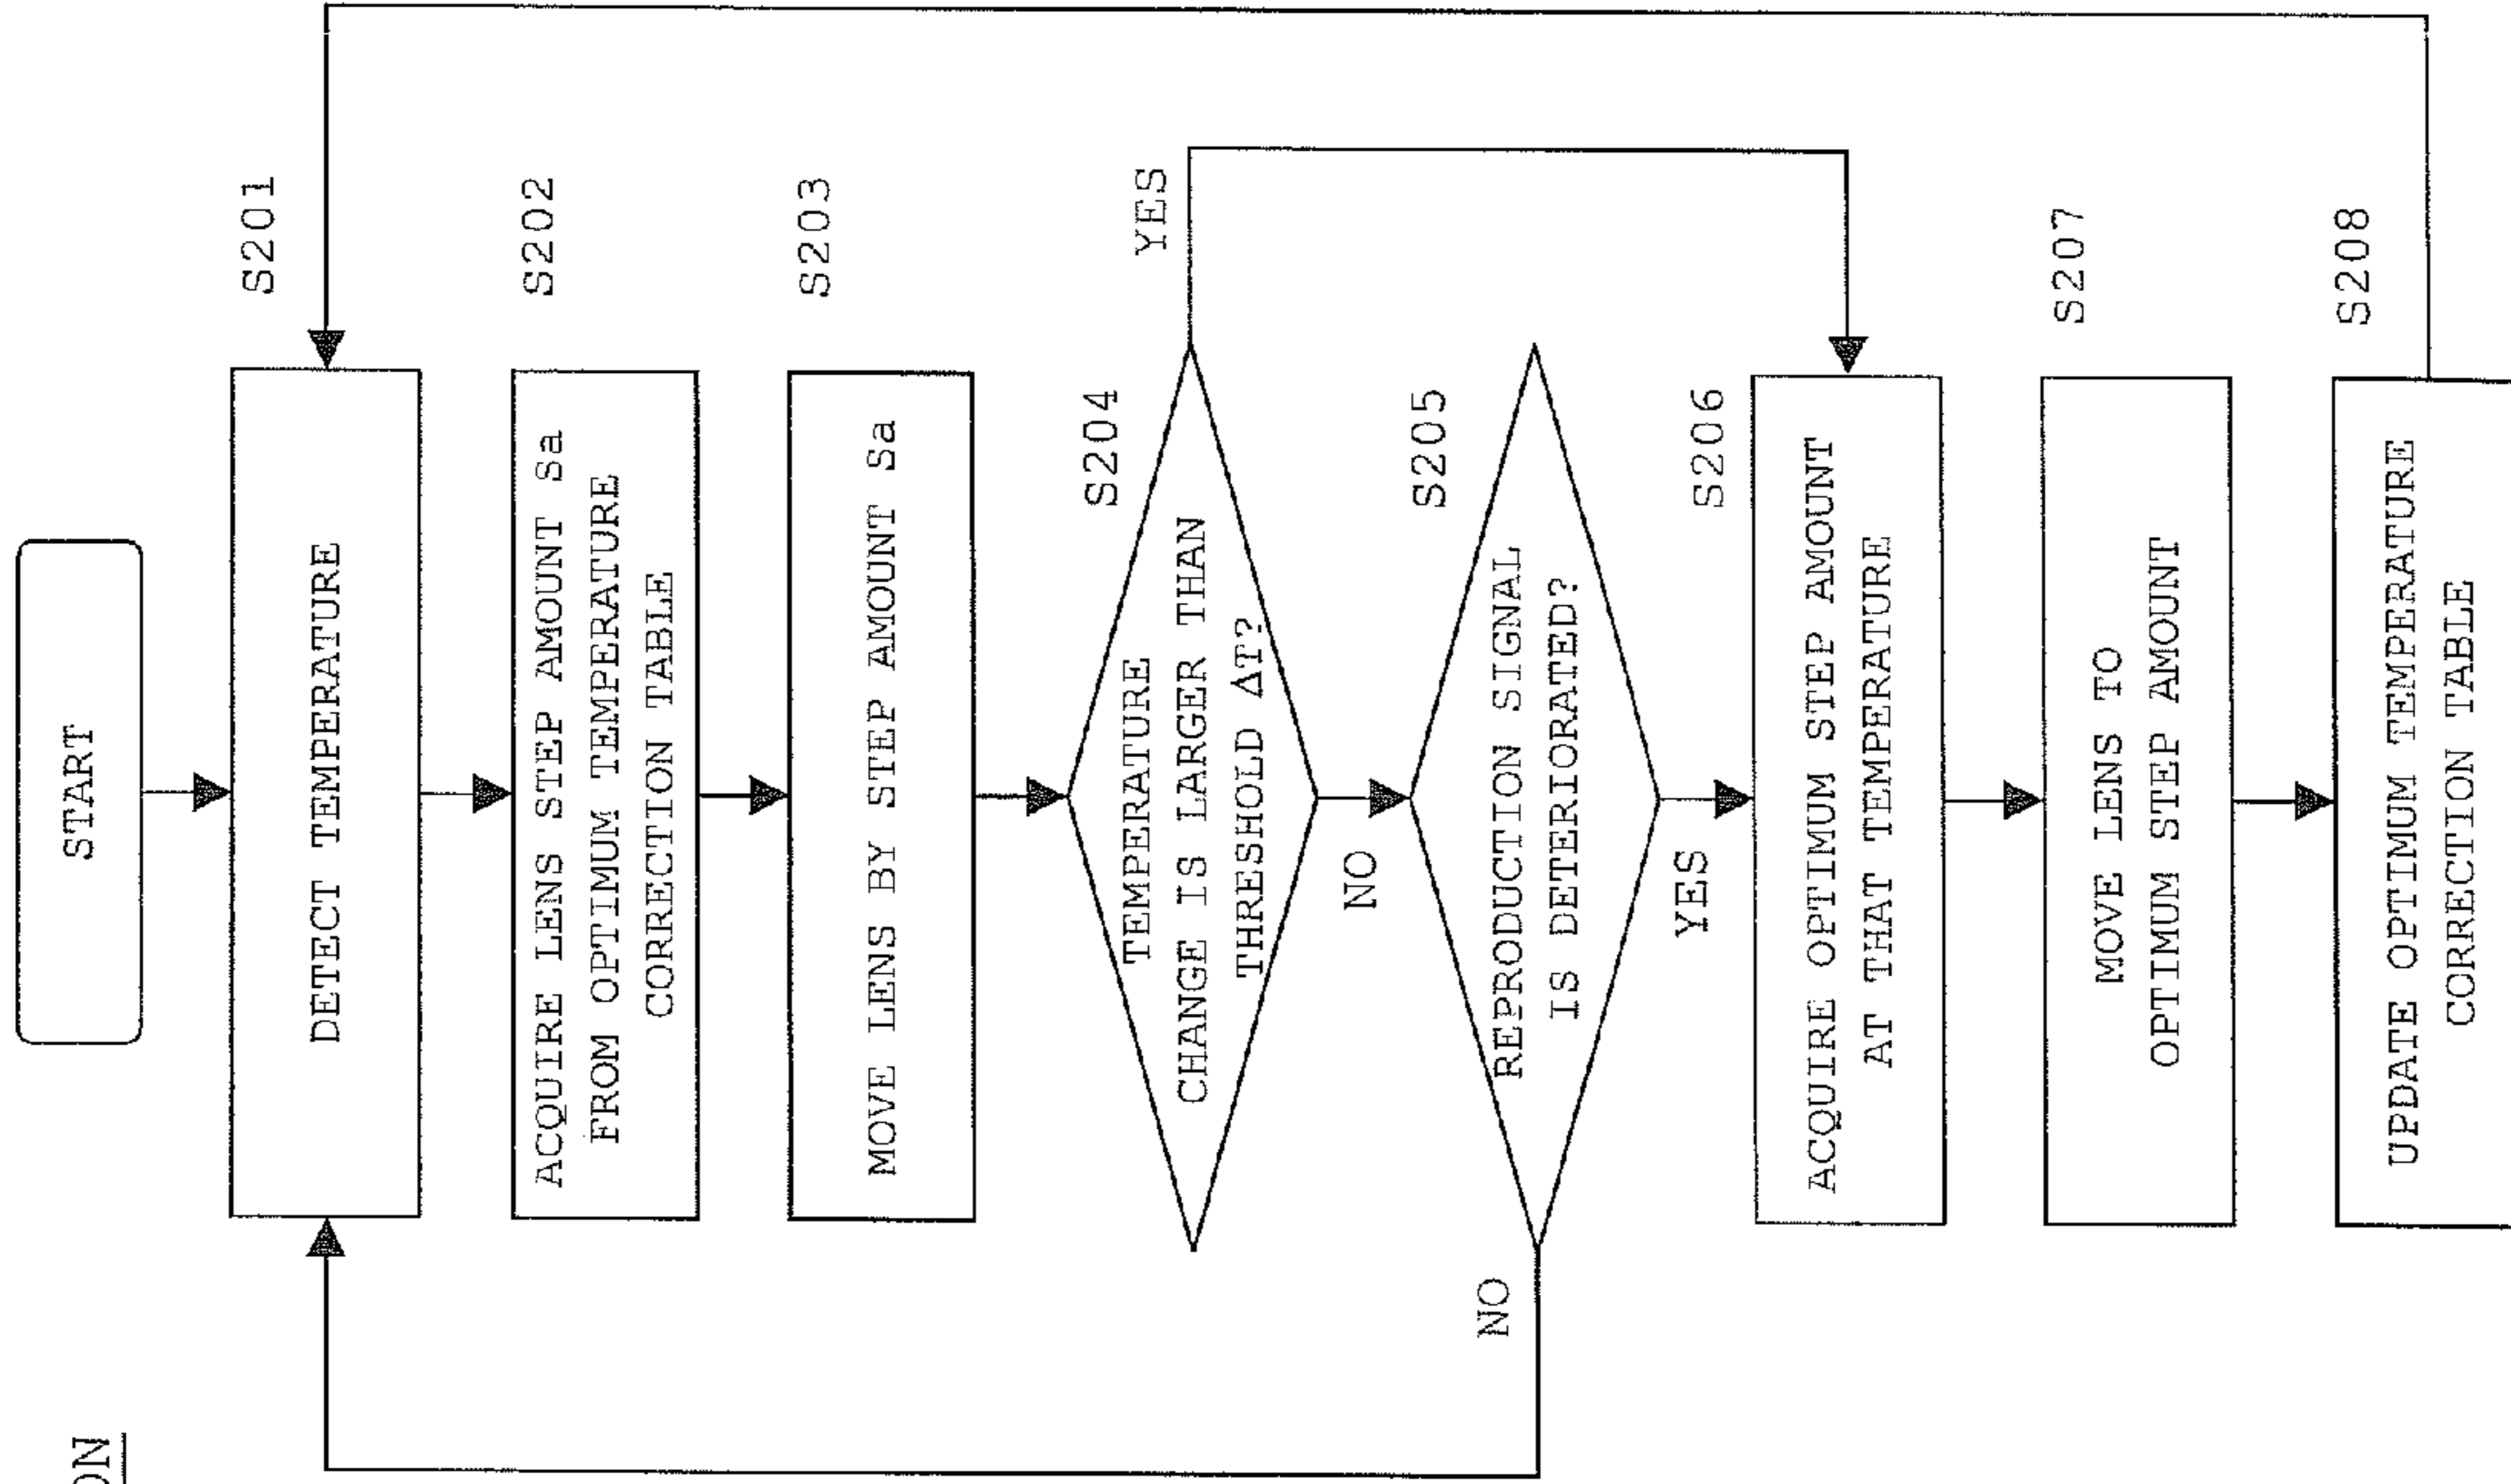 ON
START
S201
DETECT TEMPERATURE
S202
ACQUIRE LENS STEP AMOUNT Sa
FROM OPTIMUM TEMPERATURE
CORRECTION TABLE
S203
MOVE LENS BY STEP AMOUNT Sa
S204
TEMPERATURE
CHANGE IS LARGER THAN
THRESHOLD ΔT?
YES
NO
S205
REPRODUCTION SIGNAL
IS DETERIORATED?
NO
YES
S206
ACQUIRE OPTIMUM STEP AMOUNT
AT THAT TEMPERATURE
S207
MOVE LENS TO
OPTIMUM STEP AMOUNT
S208
UPDATE OPTIMUM TEMPERATURE
CORRECTION TABLE